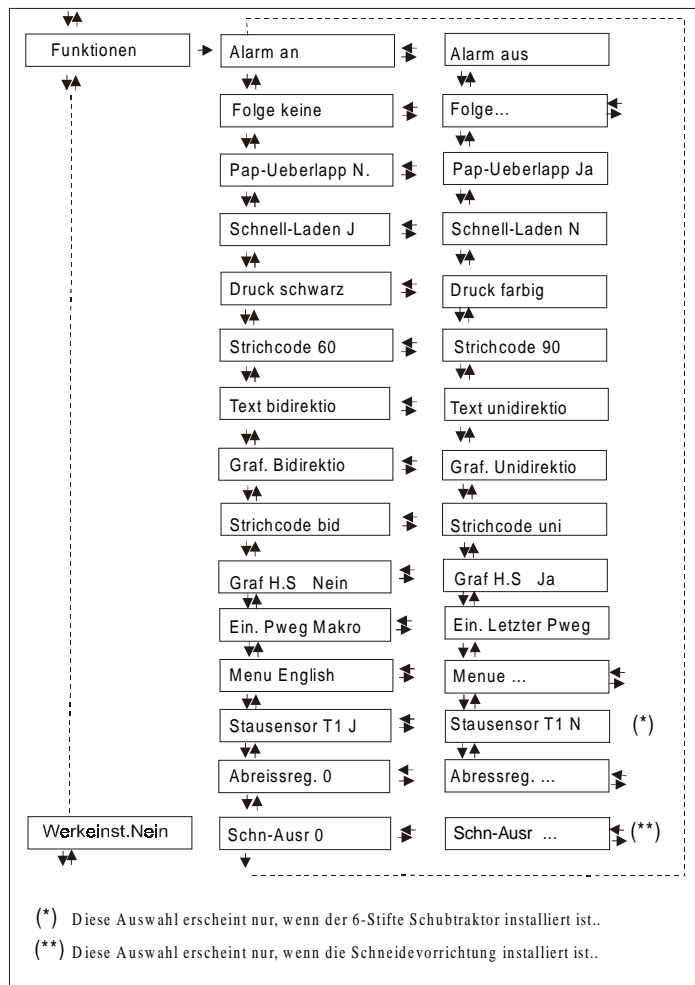 Funktionen
Alarm an
Alarm aus
Folge keine
Folge...
Pap-Ueberlapp N.
Pap-Ueberlapp Ja
Schnell-Laden J
Schnell-Laden N
Druck schwarz
Druck farbig
Strichcode 60
Strichcode 90
Text bidirektio
Text unidirektio
Graf. Bidirektio
Graf. Unidirektio
Strichcode bid
Strichcode uni
Graf H.S Nein
Graf H.S Ja
Ein. Pweg Makro
Ein. Letzter Pweg
Menu English
Menue ...
Stausensor T1 J
Stausensor T1 N
(*)
Abreissreg. 0
Abressreg. ...
Werkeinst.Nein
Schn-Ausr 0
Schn-Ausr ...
(**)
(*) Diese Auswahl erscheint nur, wenn der 6-Stifte Schubtraktor installiert ist..
(**) Diese Auswahl erscheint nur, wenn die Schneidevorrichtung installiert ist..